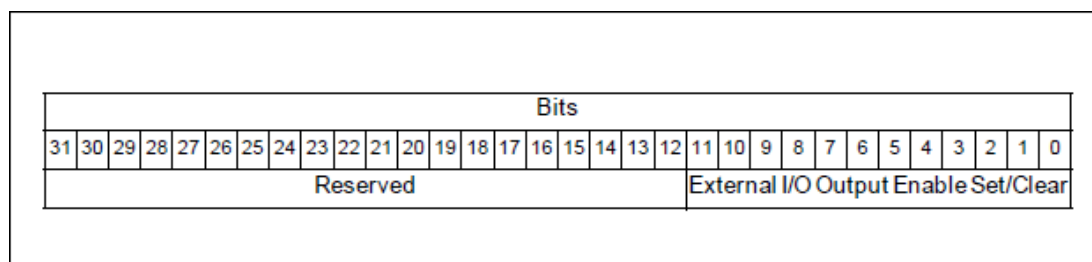 Bits
31 30 29 28 27 26 25 24 23 22 21 20 19 18 17 16 15 14 13 12 11 10 9 8 7 6 5 4 3 2 1 0
Reserved External I/O Output Enable Set/Clear